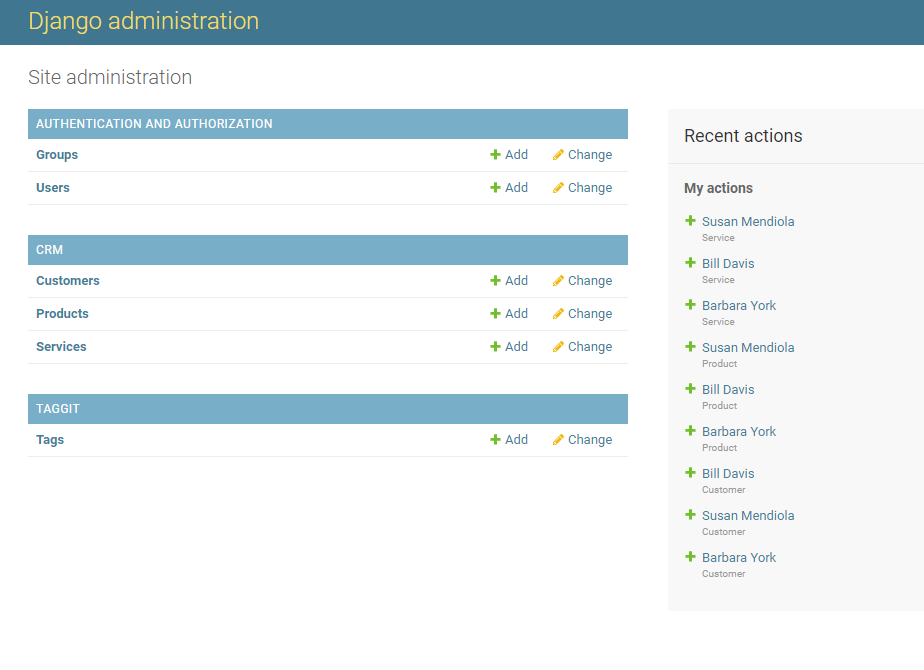 Django administration
Site administration
AUTHENTICATION AND AUTHORIZATION
Groups Add Change
Users Add Change
CRM
Customers Add Change
Products Add Change
Services Add Change
TAGGIT
Tags Add Change
Recent actions
My actions
Susan Mendiola
Service
Bill Davis
Service
Barbara York
Service
Susan Mendiola
Product
Bill Davis
Product
Barbara York
Product
Bill Davis
Customer
Susan Mendiola
Customer
Barbara York
Customer